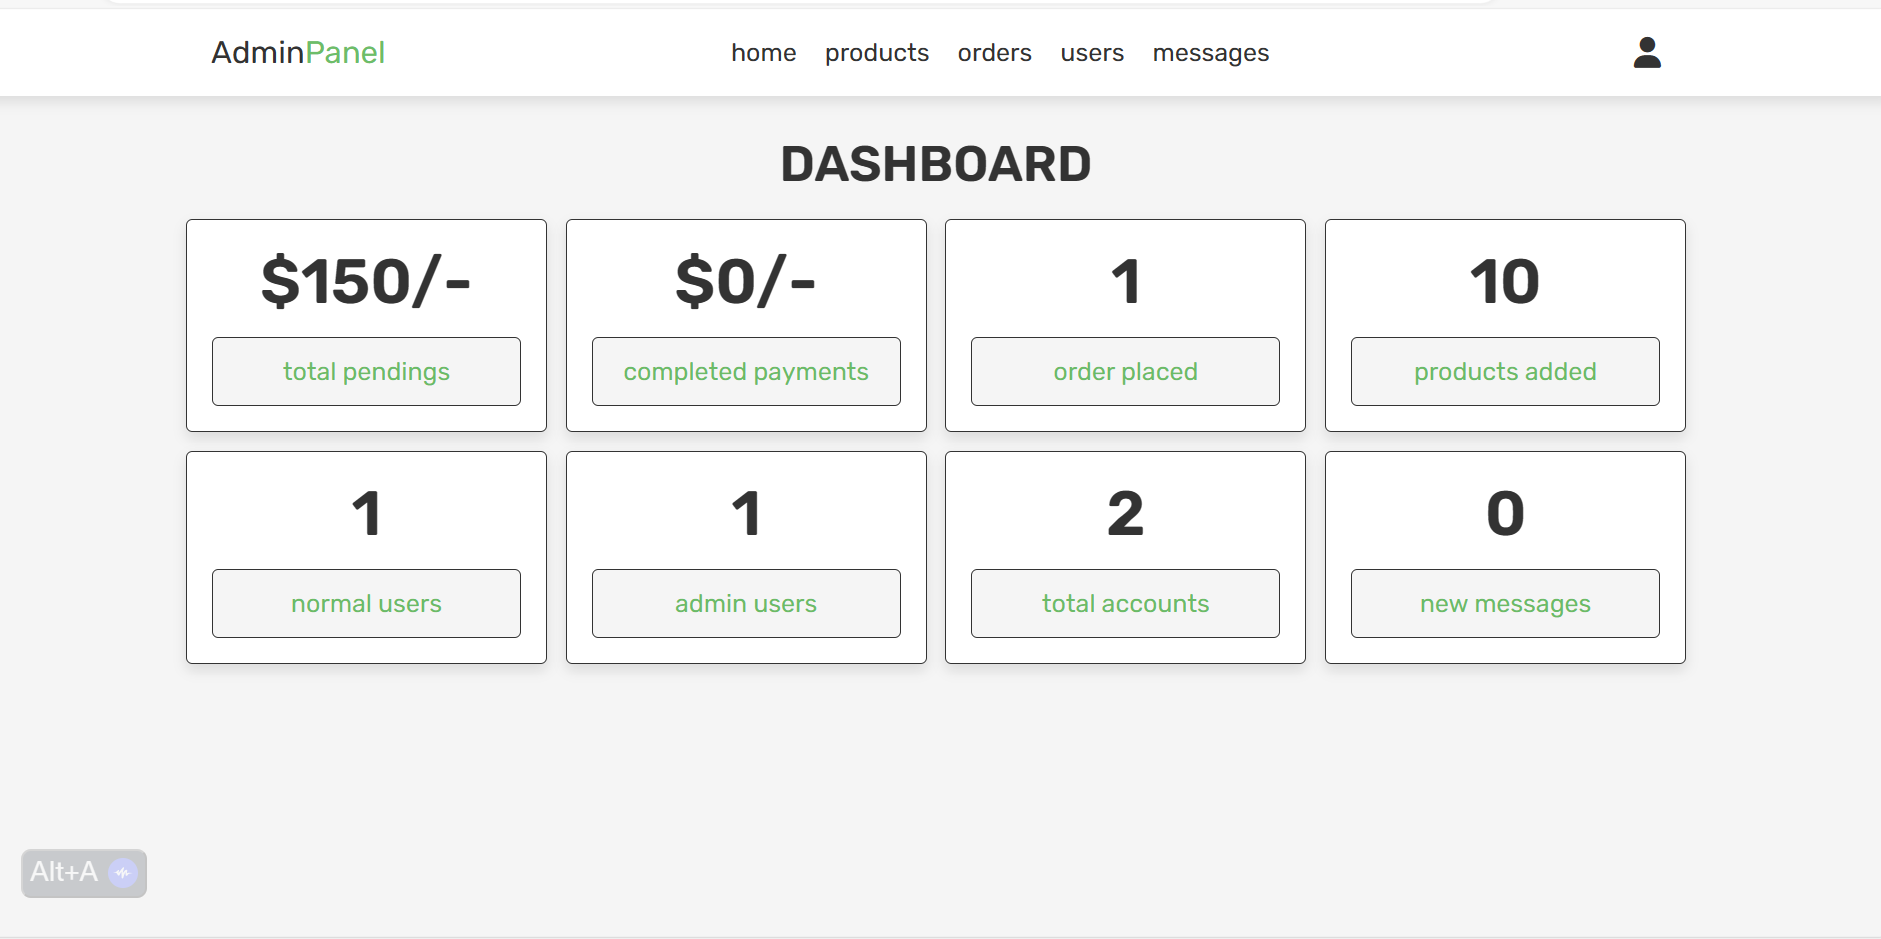 AdminPanel
home products orders users messages
DASHBOARD
$150/-
total pendings
$0/-
completed payments
1
order placed
10
products added
1
normal users
1
admin users
2
total accounts
0
new messages
Alt+A